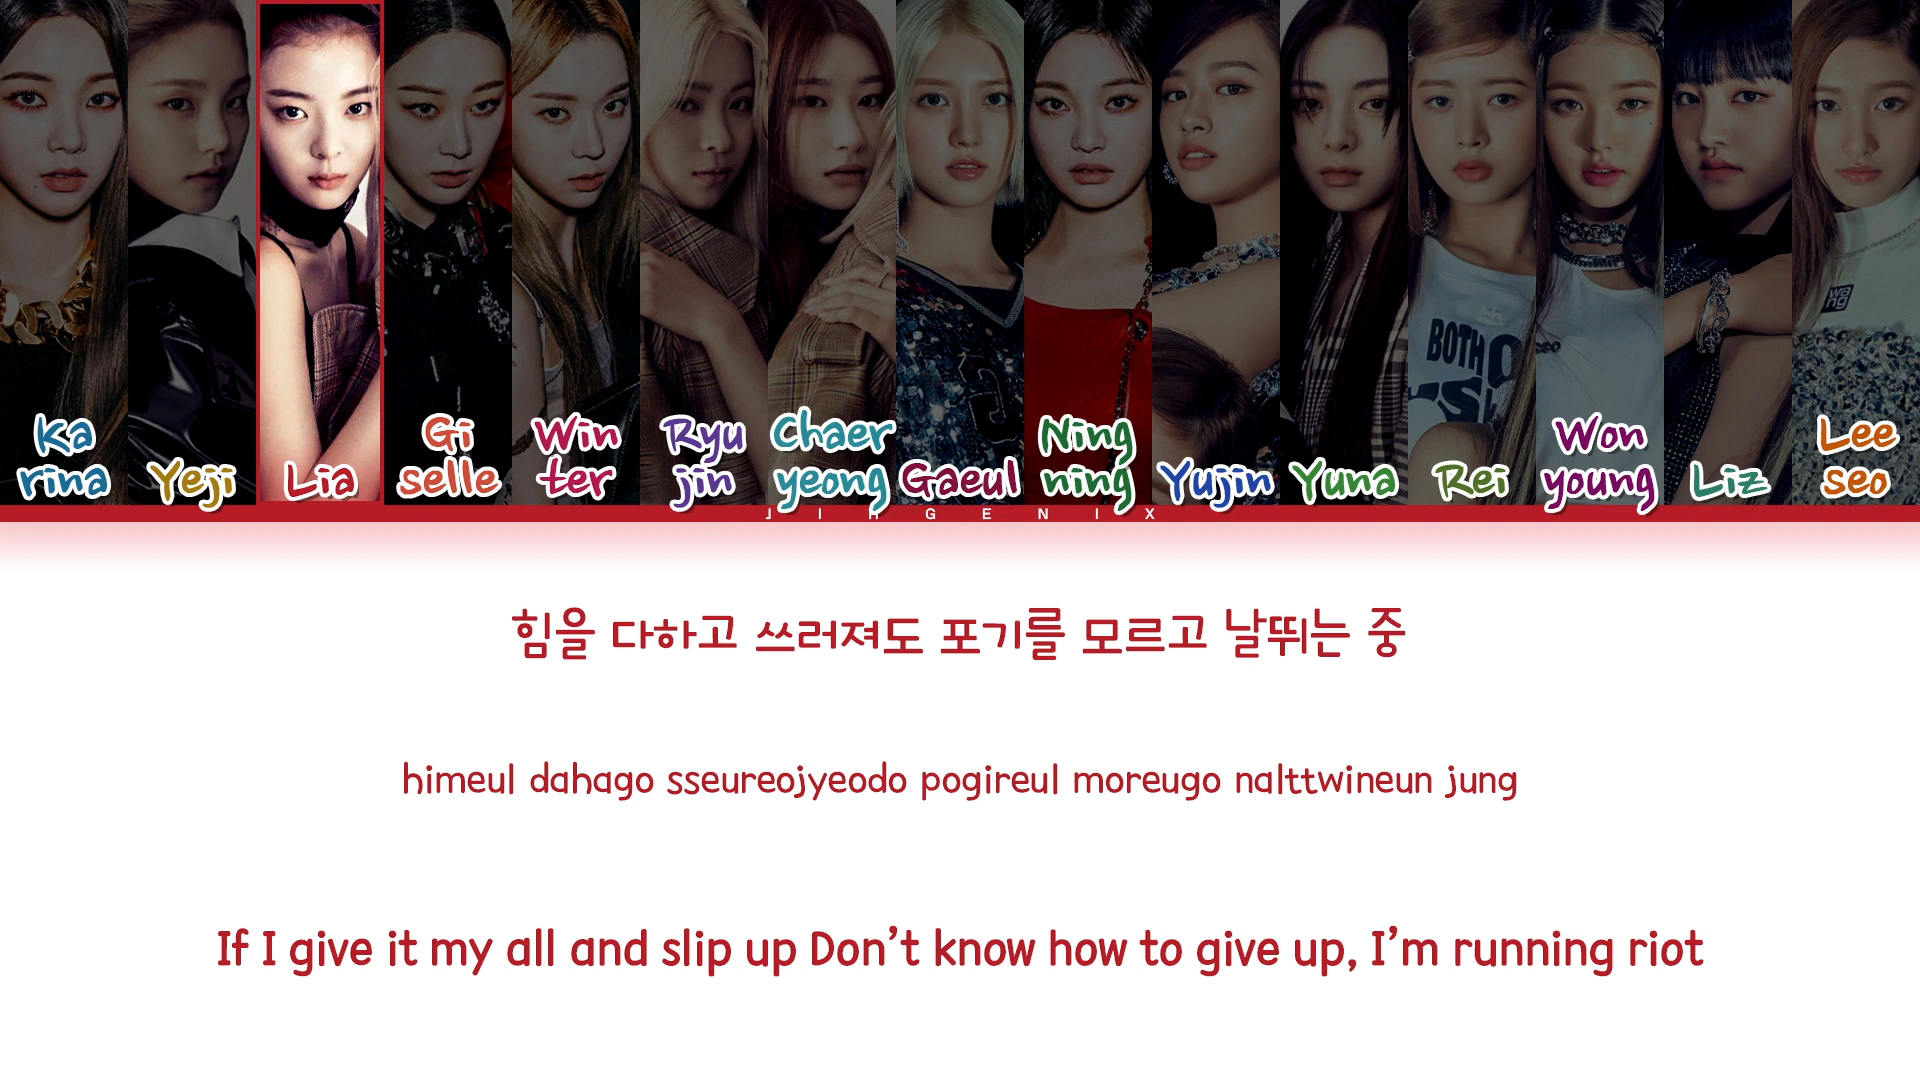 Ka
rina
Yeji
Lia
Gi
selle
Win
ter
Ryu
jin
Chaer
yeong
Gaeul
Ning
ning
Yujin
Yuna
Rei
Won
young
Liz
Lee
seo
BOTH
힘을 다하고 쓰러져도 포기를 모르고 날뛰는 중
himeul dahago sseureojyeodo pogireul moreugo nalttwineun jung
If I give it my all and slip up Don't know how to give up, I'm running riot